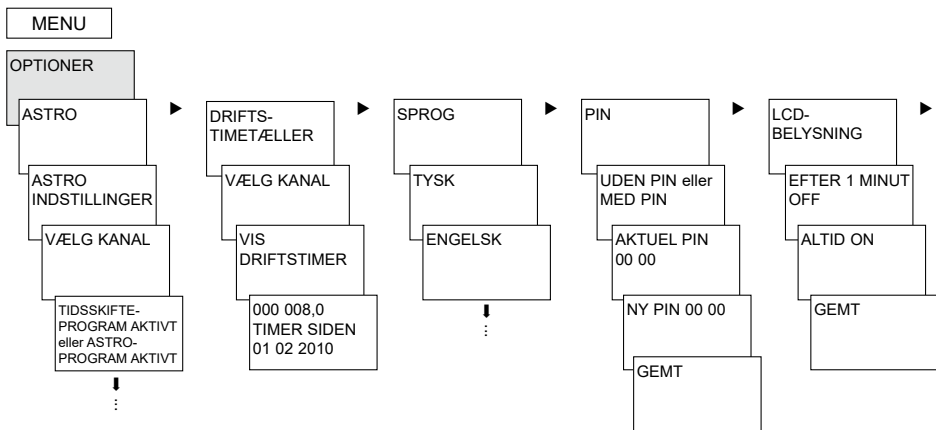 MENU
OPTIONER
ASTRO
ASTRO
INDSTILLINGER
VÆLG KANAL
TIDSSKIFTE-
PROGRAM AKTIVT
eller ASTRO-
PROGRAM AKTIVT
DRIFTS-
TIMETÆLLER
VÆLG KANAL
VIS
DRIFTSTIMER
000 008,0
TIMER SIDEN
01 02 2010
SPROG
TYSK
ENGELSK
PIN
UDEN PIN eller
MED PIN
AKTUEL PIN
00 00
NY PIN 00 00
GEMT
LCD-
BELYSNING
EFTER 1 MINUT
OFF
ALTID ON
GEMT